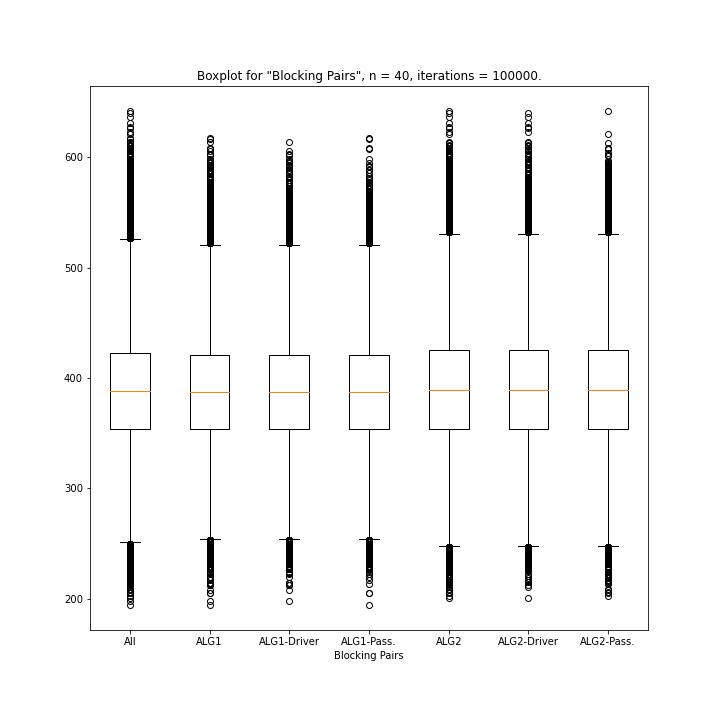 Boxplot for "Blocking Pairs", n = 40, iterations = 100000.
600
500
400
300
200
All ALG1 ALG1-Driver ALG1-Pass. ALG2 ALG2-Driver ALG2-Pass.
Blocking Pairs